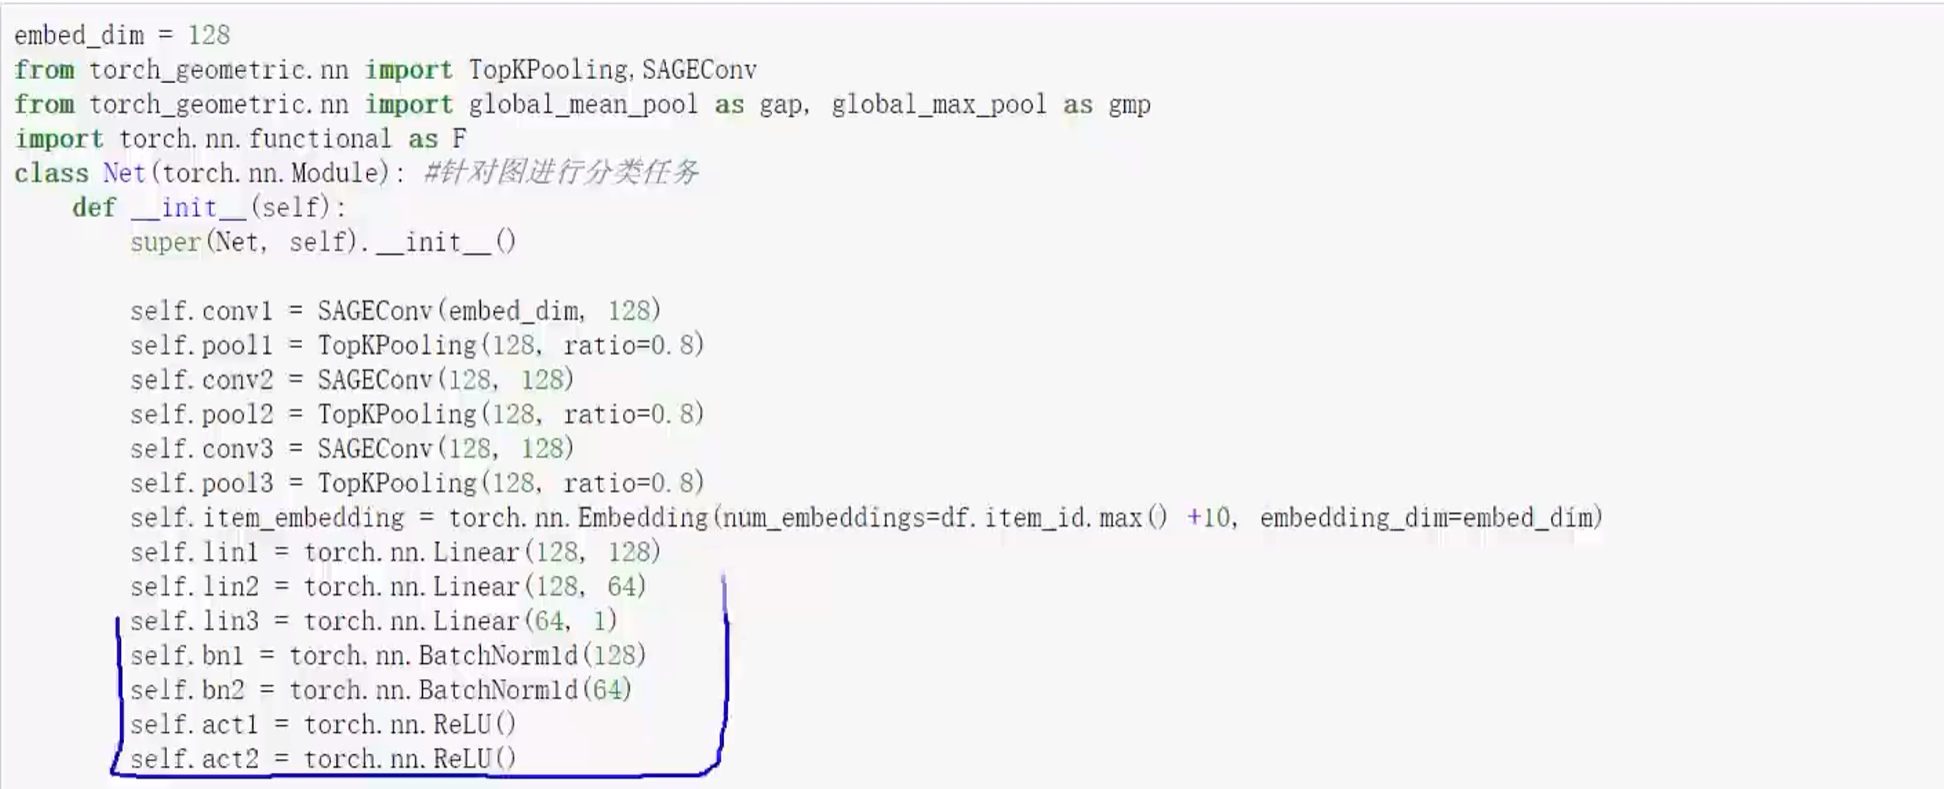 embed_dim = 128
from torch_geometric.nn import TopKPooling,SAGEConv
from torch_geometric.nn import global_mean_pool as gap, global_max_pool as gmp
import torch.nn.functional as F
class Net(torch.nn.Module): #针对图进行分类任务
    def __init__(self):
        super(Net, self).__init__()

        self.conv1 = SAGEConv(embed_dim, 128)
        self.pool1 = TopKPooling(128, ratio=0.8)
        self.conv2 = SAGEConv(128, 128)
        self.pool2 = TopKPooling(128, ratio=0.8)
        self.conv3 = SAGEConv(128, 128)
        self.pool3 = TopKPooling(128, ratio=0.8)
        self.item_embedding = torch.nn.Embedding(num_embeddings=df.item_id.max() +10, embedding_dim=embed_dim)
        self.lin1 = torch.nn.Linear(128, 128)
        self.lin2 = torch.nn.Linear(128, 64)
        self.lin3 = torch.nn.Linear(64, 1)
        self.bn1 = torch.nn.BatchNorm1d(128)
        self.bn2 = torch.nn.BatchNorm1d(64)
        self.act1 = torch.nn.ReLU()
        self.act2 = torch.nn.ReLU()